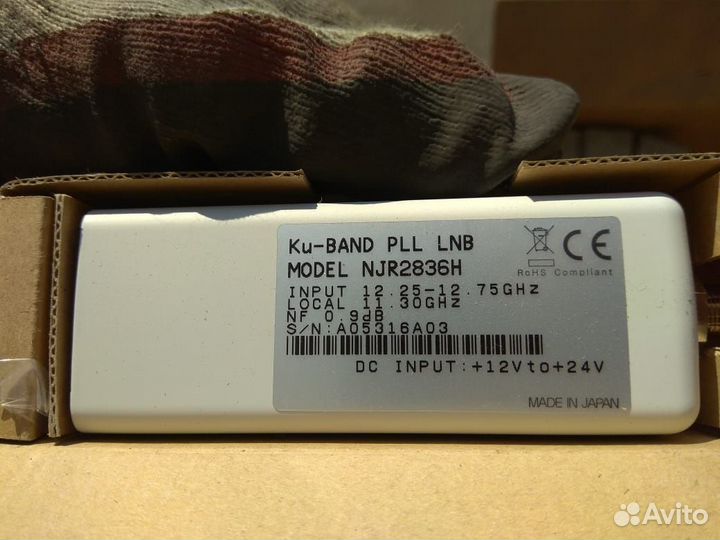 Ku-BAND PLL LNB
MODEL NJR2836H
INPUT 12.25-12.75GHz
LOCAL 11.30GHz
NF 0.9dB
S/N:A05316A03
DC INPUT:+12Vto+24V
CE
RoHS Compliant
MADE IN JAPAN
Avito